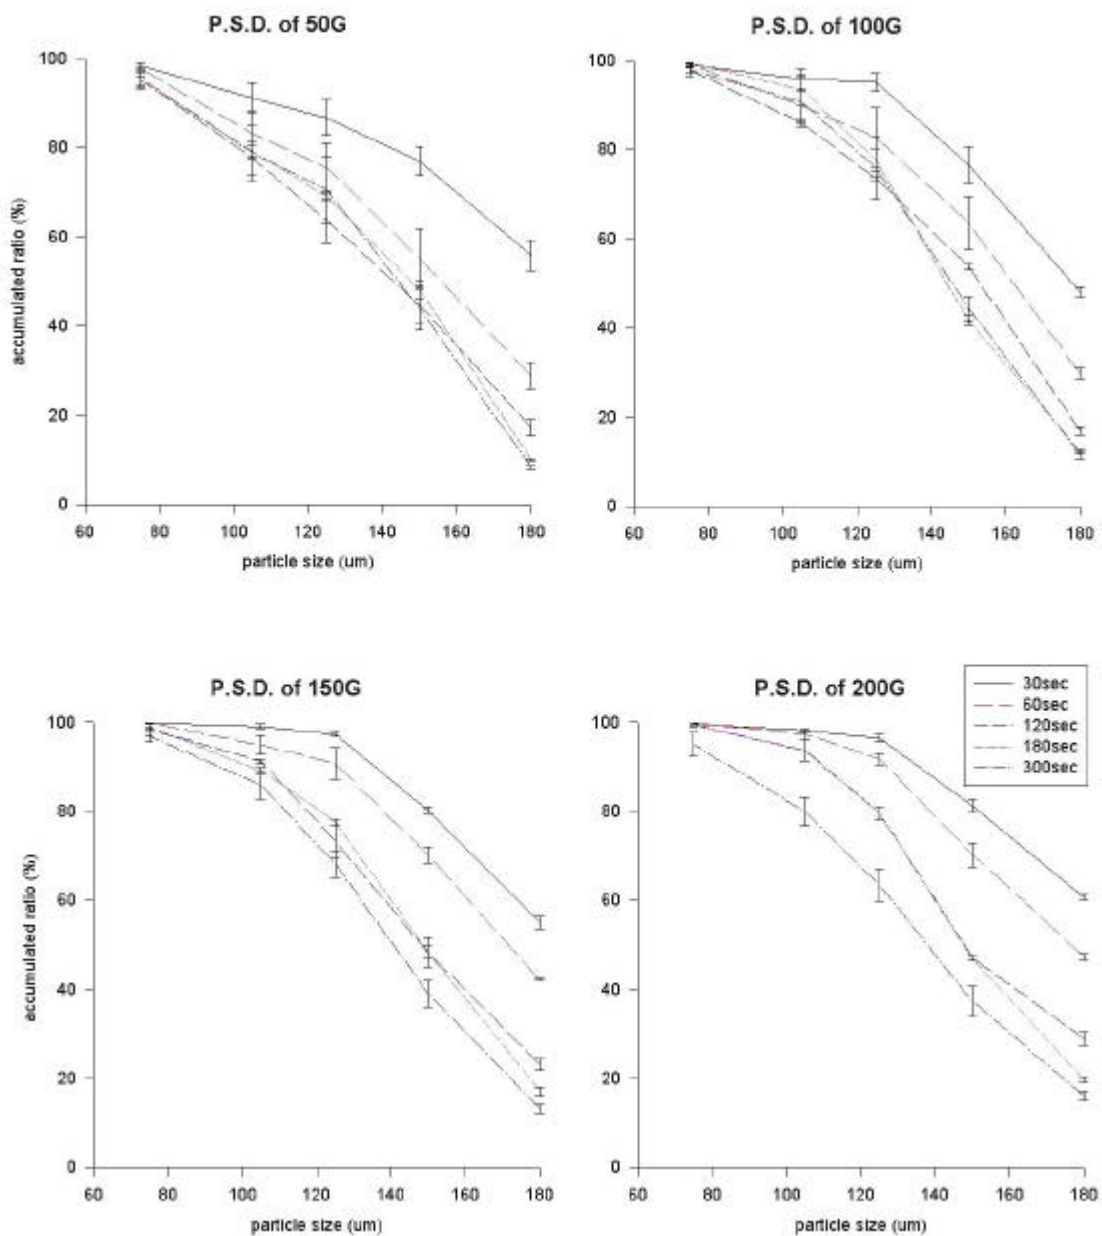 P.S.D. of 50G
100
80
60
40
20
0
accumulated ratio (%)
60 80 100 120 140 160 180
particle size (um)
P.S.D. of 100G
100
80
60
40
20
0
60 80 100 120 140 160 180
particle size (um)
P.S.D. of 150G
100
80
60
40
20
0
accumulated ratio (%)
60 80 100 120 140 160 180
particle size (um)
P.S.D. of 200G
100
80
60
40
20
0
60 80 100 120 140 160 180
particle size (um)
30sec
60sec
120sec
180sec
300sec